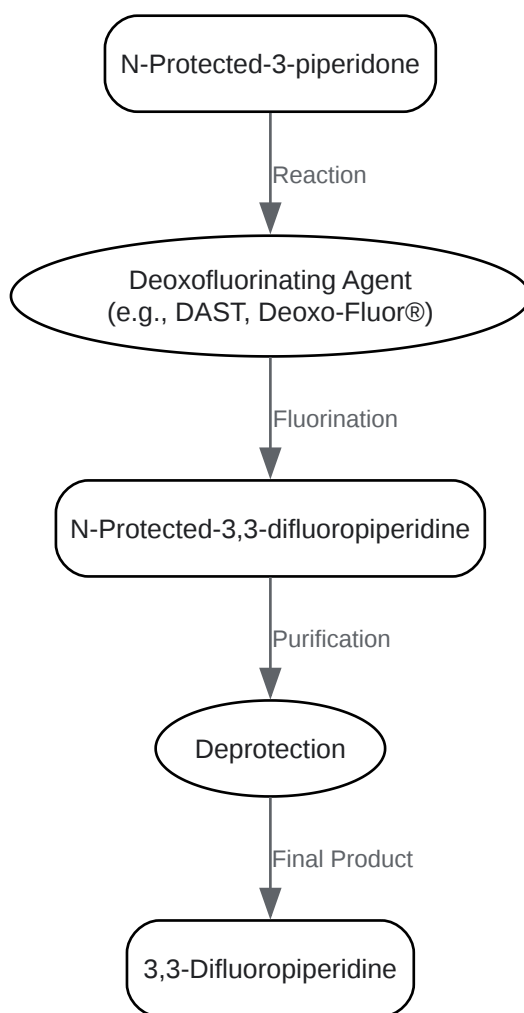 N-Protected-3-piperidone
Reaction
Deoxofluorinating Agent
(e.g., DAST, Deoxo-Fluor®)
Fluorination
N-Protected-3,3-difluoropiperidine
Purification
Deprotection
Final Product
3,3-Difluoropiperidine